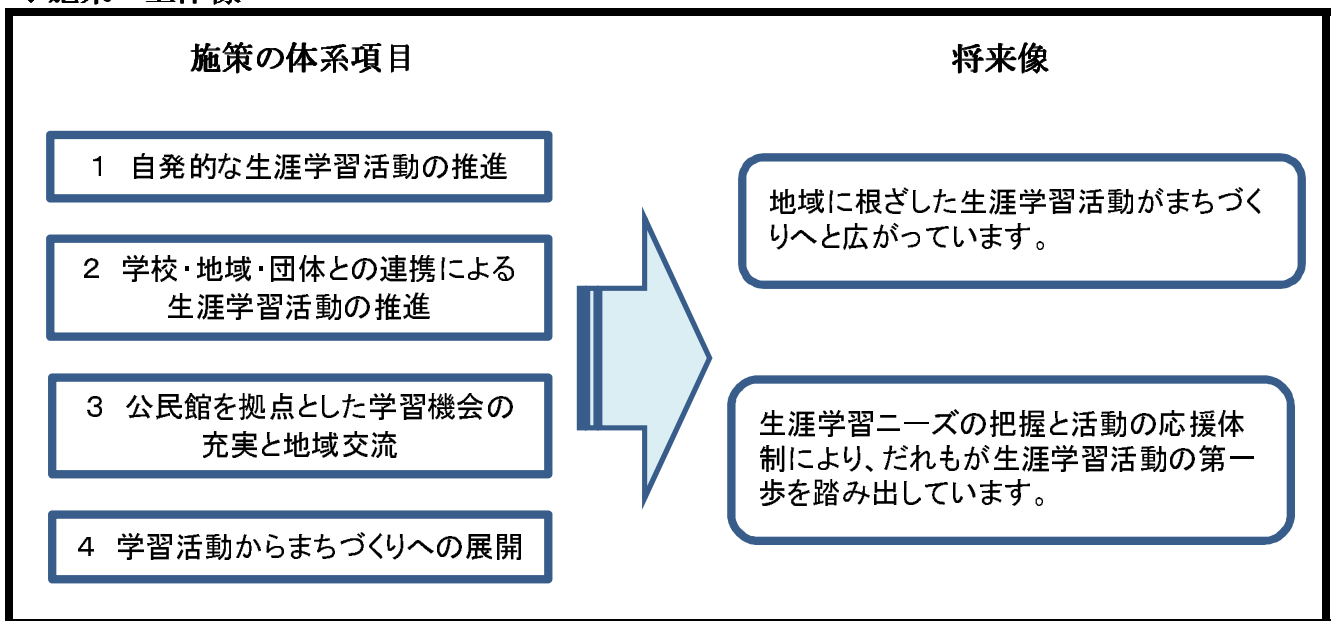 施策の体系項目
将来像
1 自発的な生涯学習活動の推進
2 学校・地域・団体との連携による
生涯学習活動の推進
3 公民館を拠点とした学習機会の
充実と地域交流
4 学習活動からまちづくりへの展開
地域に根ざした生涯学習活動がまちづく
りへと広がっています。
生涯学習ニーズの把握と活動の応援体
制により、だれもが生涯学習活動の第一
歩を踏み出しています。